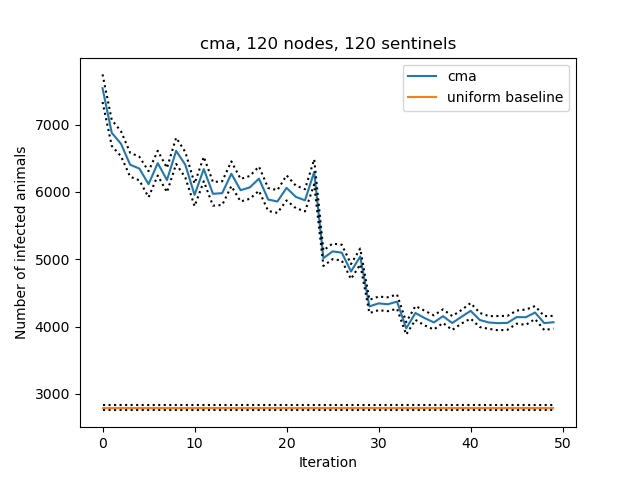 cma, 120 nodes, 120 sentinels
cma
uniform baseline
Number of infected animals
7000
6000
5000
4000
3000
0 10 20 30 40 50
Iteration